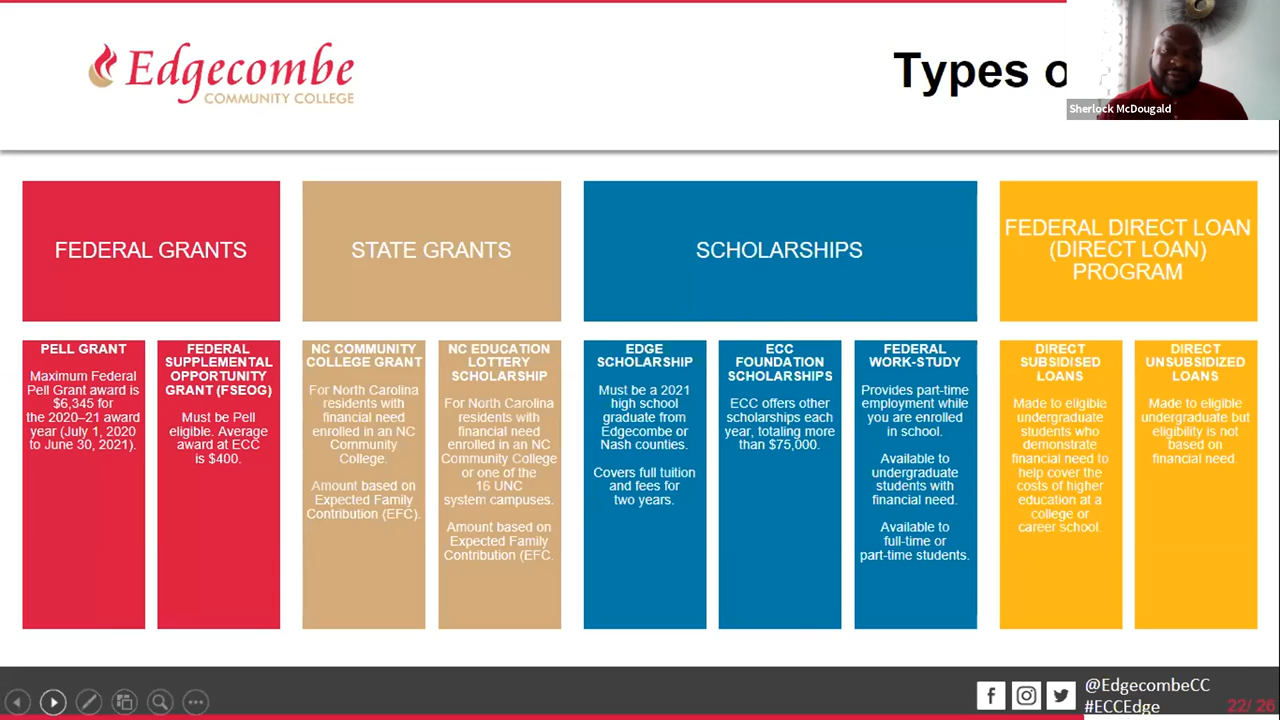 Edgecombe
COMMUNITY COLLEGE
Types o
Sherlock McDougald
FEDERAL GRANTS
PELL GRANT
Maximum Federal
Pell Grant award is
$6,345 for
the 2020–21 award
year (July 1, 2020
to June 30, 2021).
FEDERAL
SUPPLEMENTAL
OPPORTUNITY
GRANT (FSEOG)
Must be Pell
eligible. Average
award at ECC
is $400.
STATE GRANTS
NC COMMUNITY
COLLEGE GRANT
For North Carolina
residents with
financial need
enrolled in an NC
Community
College.
Amount based on
Expected Family
Contribution (EFC).
NC EDUCATION
LOTTERY
SCHOLARSHIP
For North Carolina
residents with
financial need
enrolled in an NC
Community College
or one of the
16 UNC
system campuses.
Amount based on
Expected Family
Contribution (EFC.
SCHOLARSHIPS
EDGE
SCHOLARSHIP
Must be a 2021
high school
graduate from
Edgecombe or
Nash counties.
Covers full tuition
and fees for
two years.
ECC
FOUNDATION
SCHOLARSHIPS
ECC offers other
scholarships each
year, totaling more
than $75,000.
FEDERAL
WORK-STUDY
Provides part-time
employment while
you are enrolled
in school.
Available to
undergraduate
students with
financial need.
Available to
full-time or
part-time students.
FEDERAL DIRECT LOAN
(DIRECT LOAN)
PROGRAM
DIRECT
SUBSIDISED
LOANS
Made to eligible
undergraduate
students who
demonstrate
financial need to
help cover the
costs of higher
education at a
college or
career school.
DIRECT
UNSUBSIDIZED
LOANS
Made to eligible
undergraduate but
eligibility is not
based on
financial need.
@EdgecombeCC
#ECCEdge
22/ 26